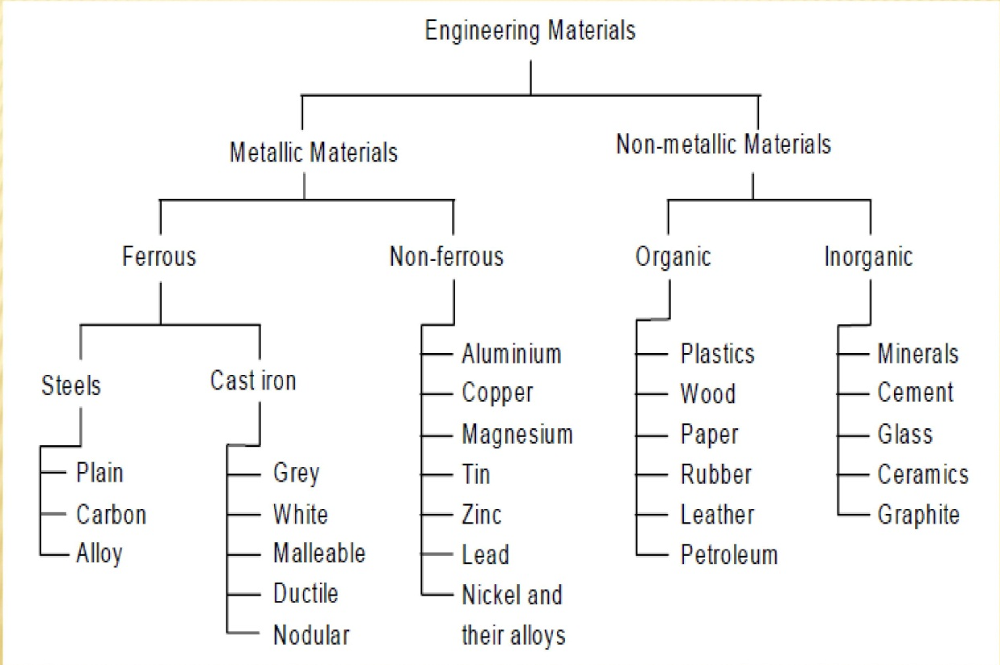 Engineering Materials
Metallic Materials
Non-metallic Materials
Ferrous
Non-ferrous
Organic
Inorganic
Steels
Cast iron
Plain
Carbon
Alloy
Grey
White
Malleable
Ductile
Nodular
Aluminium
Copper
Magnesium
Tin
Zinc
Lead
Nickel and
their alloys
Plastics
Wood
Paper
Rubber
Leather
Petroleum
Minerals
Cement
Glass
Ceramics
Graphite